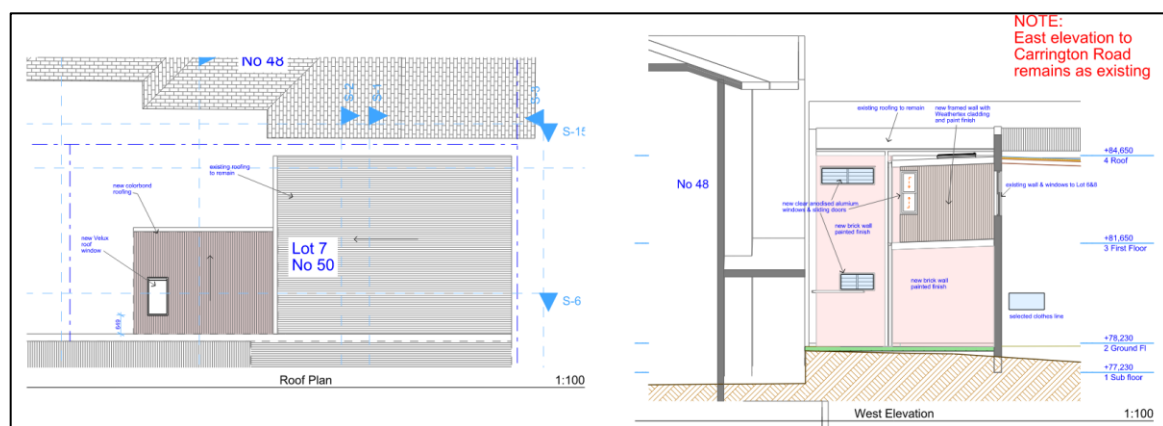 No 48
S-2
S-1
S-3
S-15
existing roofing
to remain
new colorbond
roofing
new Velux
roof
window
Lot 7
No 50
S-6
.949
Roof Plan
1:100
NOTE:
East elevation to
Carrington Road
remains as existing
existing roofing to remain
new framed wall with
Weathertex cladding
and paint finish
+84,650
4 Roof
No 48
existing wall & windows to Lot 6&8
new clear anodised alumium
windows & sliding doors
new brick wall
painted finish
+81,650
3 First Floor
new brick wall
painted finish
selected clothes line
+78,230
2 Ground Fl
+77,230
1 Sub floor
West Elevation
1:100